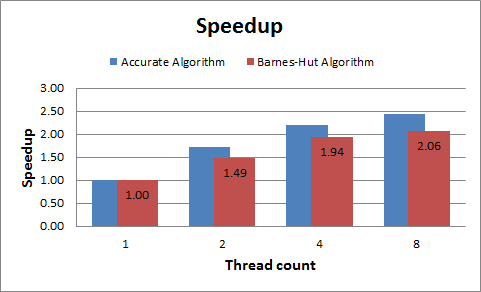 Speedup
Accurate Algorithm Barnes-Hut Algorithm
3.00
2.50
2.00
1.50
1.00
0.50
0.00
Speedup
1.00
1.49
1.94
2.06
1 2 4 8
Thread count